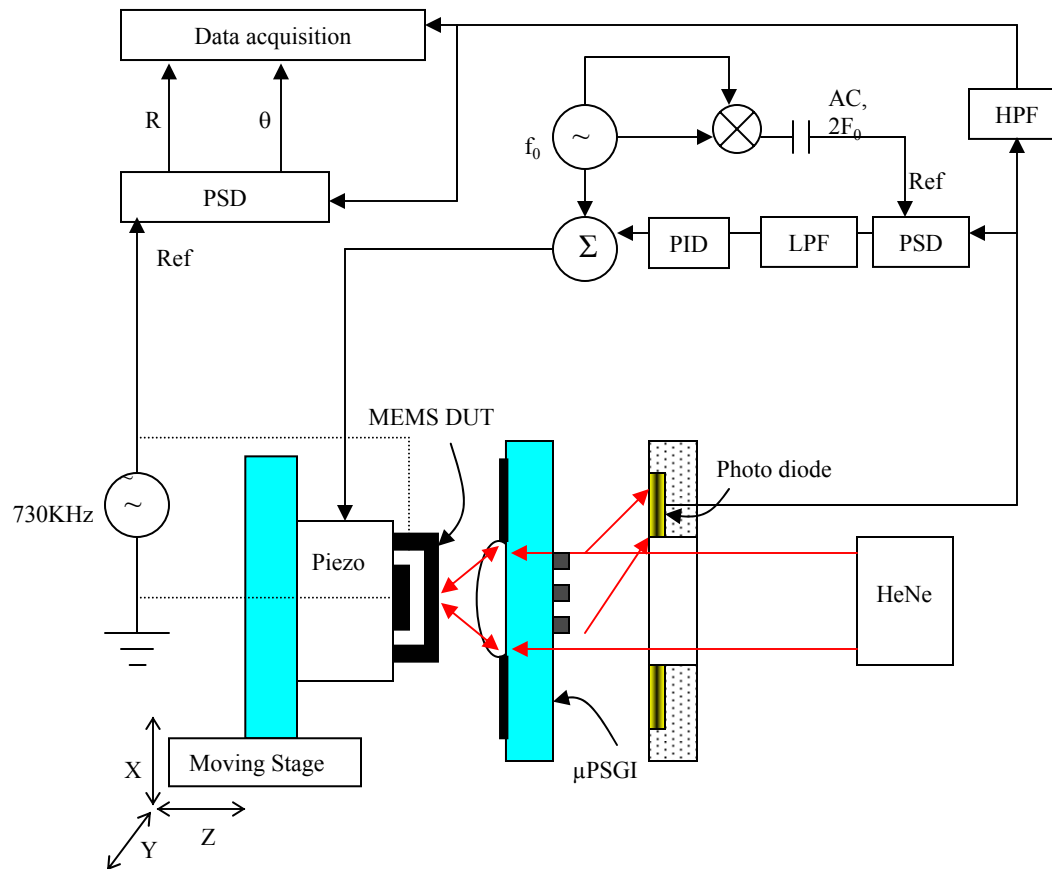 Data acquisition
AC,
2F₀
HPF
R
θ
~
f₀
Ref
PSD
Σ
PID
LPF
PSD
Ref
MEMS DUT
Photo diode
~
~
730KHz
Piezo
HeNe
Moving Stage
µPSGI
X
Z
Y